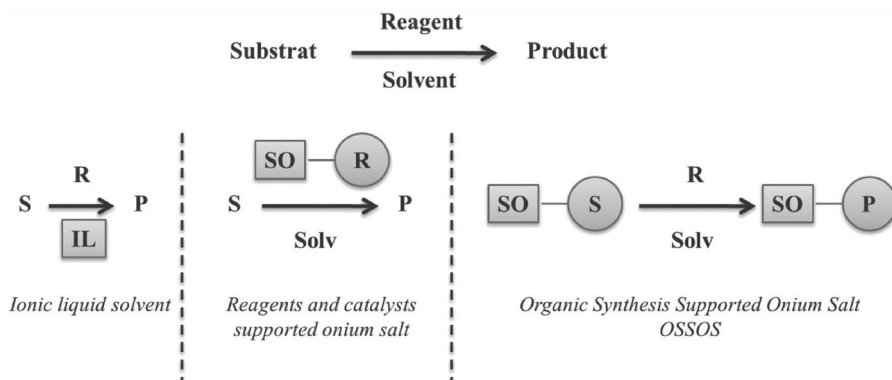 Reagent
Substrat
Product
Solvent
R
S
P
IL
Ionic liquid solvent
SO
R
S
P
Solv
Reagents and catalysts
supported onium salt
R
SO
S
SO
P
Solv
Organic Synthesis Supported Onium Salt
OSSOS